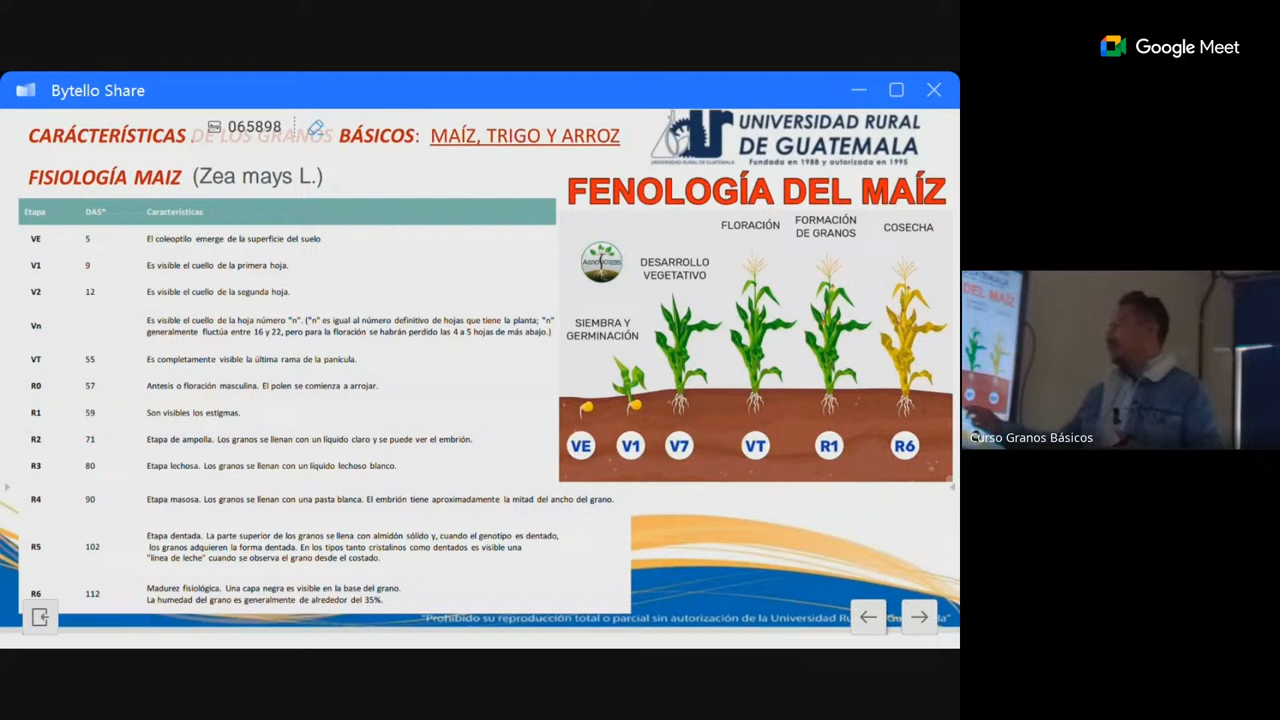 Google Meet
Bytello Share
065898
CARÁCTERÍSTICAS DE LOS GRANOS BÁSICOS: MAÍZ, TRIGO Y ARROZ
UNIVERSIDAD RURAL
DE GUATEMALA
Fundada en 1988 y autorizada en 1995
UNIVERSIDAD RURAL DE GUATEMALA
FISIOLOGÍA MAIZ (Zea mays L.)
Etapa DAS* Características
VE 5 El coleoptilo emerge de la superficie del suelo
V1 9 Es visible el cuello de la primera hoja.
V2 12 Es visible el cuello de la segunda hoja.
Vn Es visible el cuello de la hoja número "n". ("n" es igual al número definitivo de hojas que tiene la planta; "n"
generalmente fluctúa entre 16 y 22, pero para la floración se habrán perdido las 4 a 5 hojas de más abajo.)
VT 55 Es completamente visible la última rama de la panícula.
R0 57 Antesis o floración masculina. El polen se comienza a arrojar.
R1 59 Son visibles los estigmas.
R2 71 Etapa de ampolla. Los granos se llenan con un líquido claro y se puede ver el embrión.
R3 80 Etapa lechosa. Los granos se llenan con un líquido lechoso blanco.
R4 90 Etapa masosa. Los granos se llenan con una pasta blanca. El embrión tiene aproximadamente la mitad del ancho del grano.
R5 102 Etapa dentada. La parte superior de los granos se llena con almidón sólido y, cuando el genotipo es dentado,
los granos adquieren la forma dentada. En los tipos tanto cristalinos como dentados es visible una
"línea de leche" cuando se observa el grano desde el costado.
R6 112 Madurez fisiológica. Una capa negra es visible en la base del grano.
La humedad del grano es generalmente de alrededor del 35%.
FENOLOGÍA DEL MAÍZ
SIEMBRA Y
GERMINACIÓN
DESARROLLO
VEGETATIVO
FLORACIÓN
FORMACIÓN
DE GRANOS
COSECHA
VE V1 V7 VT R1 R6
"Prohibido su reproducción total o parcial sin autorización de la Universidad
DEL MAÍZ
Curso Granos Básicos